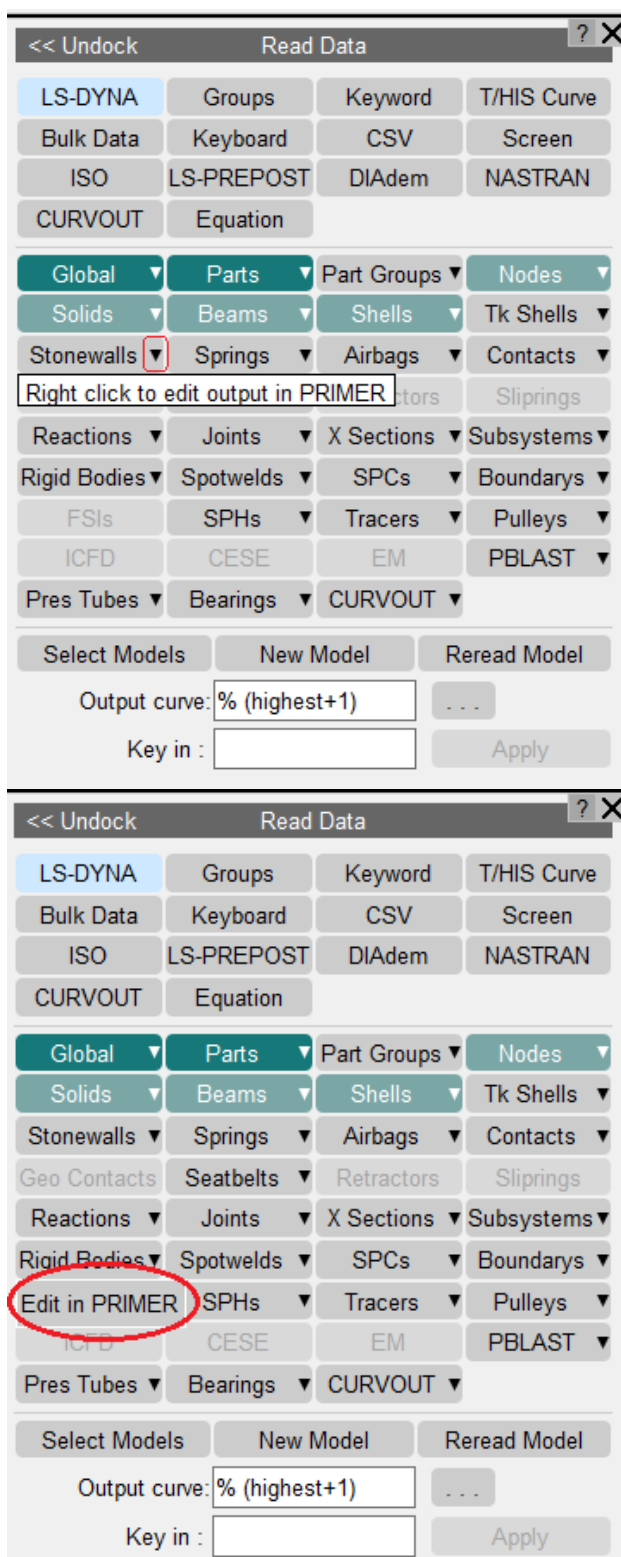 << Undock Read Data ? X
LS-DYNA Groups Keyword T/HIS Curve
Bulk Data Keyboard CSV Screen
ISO LS-PREPOST DIAdem NASTRAN
CURVOUT Equation
Global ▼ Parts ▼ Part Groups ▼ Nodes ▼
Solids ▼ Beams ▼ Shells ▼ Tk Shells ▼
Stonewalls ▼ Springs ▼ Airbags ▼ Contacts ▼
Right click to edit output in PRIMER ctors Sliprings
Reactions ▼ Joints ▼ X Sections ▼ Subsystems ▼
Rigid Bodies ▼ Spotwelds ▼ SPCs ▼ Boundarys ▼
FSIs SPHs ▼ Tracers ▼ Pulleys ▼
ICFD CESE EM PBLAST ▼
Pres Tubes ▼ Bearings ▼ CURVOUT ▼
Select Models New Model Reread Model
Output curve: % (highest+1) . . .
Key in : Apply
<< Undock Read Data ? X
LS-DYNA Groups Keyword T/HIS Curve
Bulk Data Keyboard CSV Screen
ISO LS-PREPOST DIAdem NASTRAN
CURVOUT Equation
Global ▼ Parts ▼ Part Groups ▼ Nodes ▼
Solids ▼ Beams ▼ Shells ▼ Tk Shells ▼
Stonewalls ▼ Springs ▼ Airbags ▼ Contacts ▼
Geo Contacts Seatbelts ▼ Retractors Sliprings
Reactions ▼ Joints ▼ X Sections ▼ Subsystems ▼
Rigid Bodies ▼ Spotwelds ▼ SPCs ▼ Boundarys ▼
Edit in PRIMER SPHs ▼ Tracers ▼ Pulleys ▼
ICFD CESE EM PBLAST ▼
Pres Tubes ▼ Bearings ▼ CURVOUT ▼
Select Models New Model Reread Model
Output curve: % (highest+1) . . .
Key in : Apply